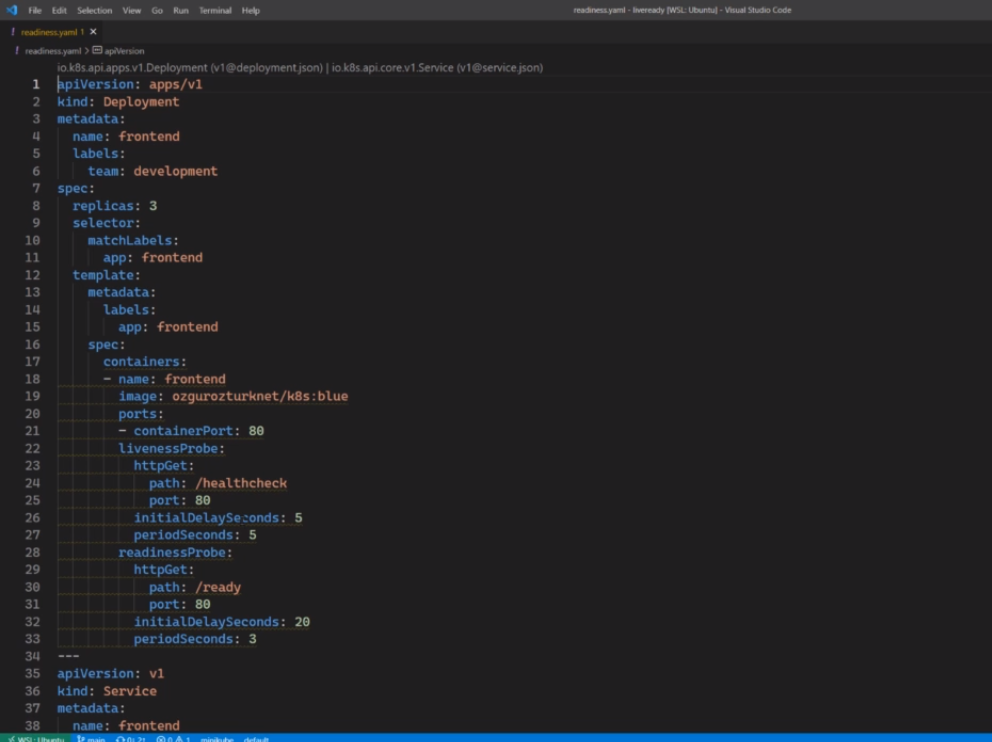 File Edit Selection View Go Run Terminal Help readiness.yaml - liveready [WSL: Ubuntu] - Visual Studio Code
! readiness.yaml 1 ×
! readiness.yaml > apiVersion
io.k8s.api.apps.v1.Deployment (v1@deployment.json) | io.k8s.api.core.v1.Service (v1@service.json)
1 apiVersion: apps/v1
2 kind: Deployment
3 metadata:
4   name: frontend
5   labels:
6     team: development
7 spec:
8   replicas: 3
9   selector:
10     matchLabels:
11       app: frontend
12   template:
13     metadata:
14       labels:
15         app: frontend
16     spec:
17       containers:
18       - name: frontend
19         image: ozgurozturknet/k8s:blue
20         ports:
21         - containerPort: 80
22         livenessProbe:
23           httpGet:
24             path: /healthcheck
25             port: 80
26           initialDelaySeconds: 5
27           periodSeconds: 5
28         readinessProbe:
29           httpGet:
30             path: /ready
31             port: 80
32           initialDelaySeconds: 20
33           periodSeconds: 3
34 ---
35 apiVersion: v1
36 kind: Service
37 metadata:
38   name: frontend
WSL: Ubuntu main 0 1 minikube default